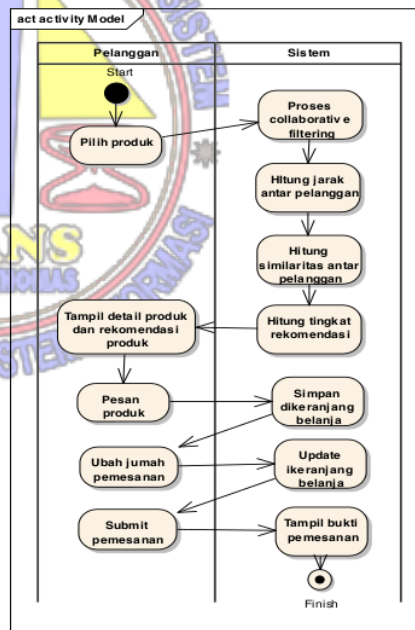 act activity Model
Pelanggan
Sistem
Start
Pilih produk
Proses
collaborative
filtering
HItung jarak
antar pelanggan
Hitung
similaritas antar
pelanggan
Hitung tingkat
rekomendasi
Tampil detail produk
dan rekomendasi
produk
Pesan
produk
Simpan
dikeranjang
belanja
Ubah jumah
pemesanan
Update
ikeranjang
belanja
Submit
pemesanan
Tampil bukti
pemesanan
Finish